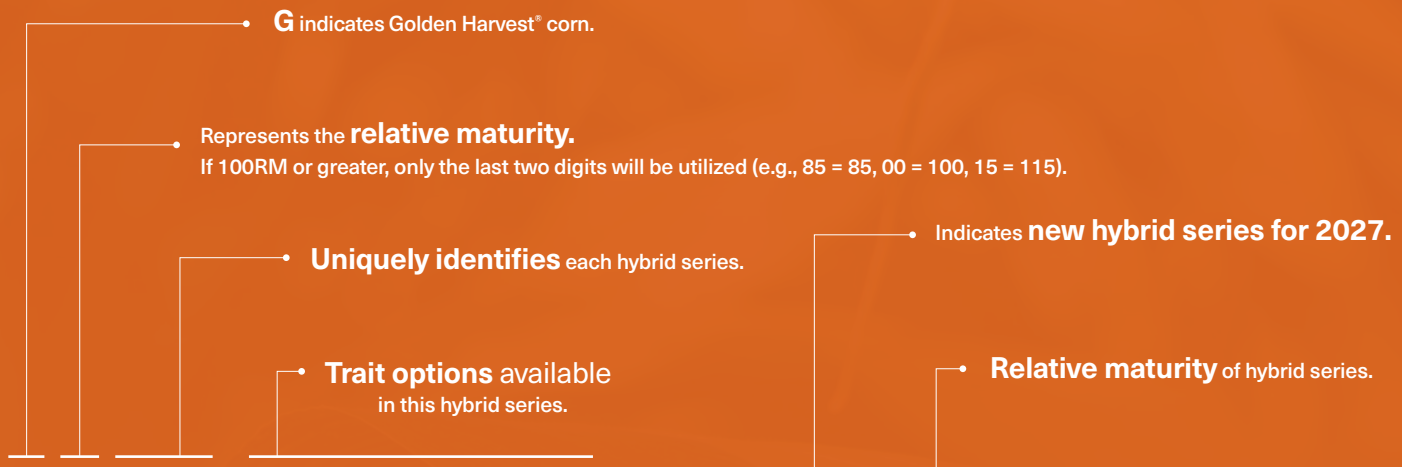 G indicates Golden Harvest® corn.
Represents the relative maturity.
If 100RM or greater, only the last two digits will be utilized (e.g., 85 = 85, 00 = 100, 15 = 115).
Indicates new hybrid series for 2027.
Uniquely identifies each hybrid series.
Trait options available
in this hybrid series.
Relative maturity of hybrid series.